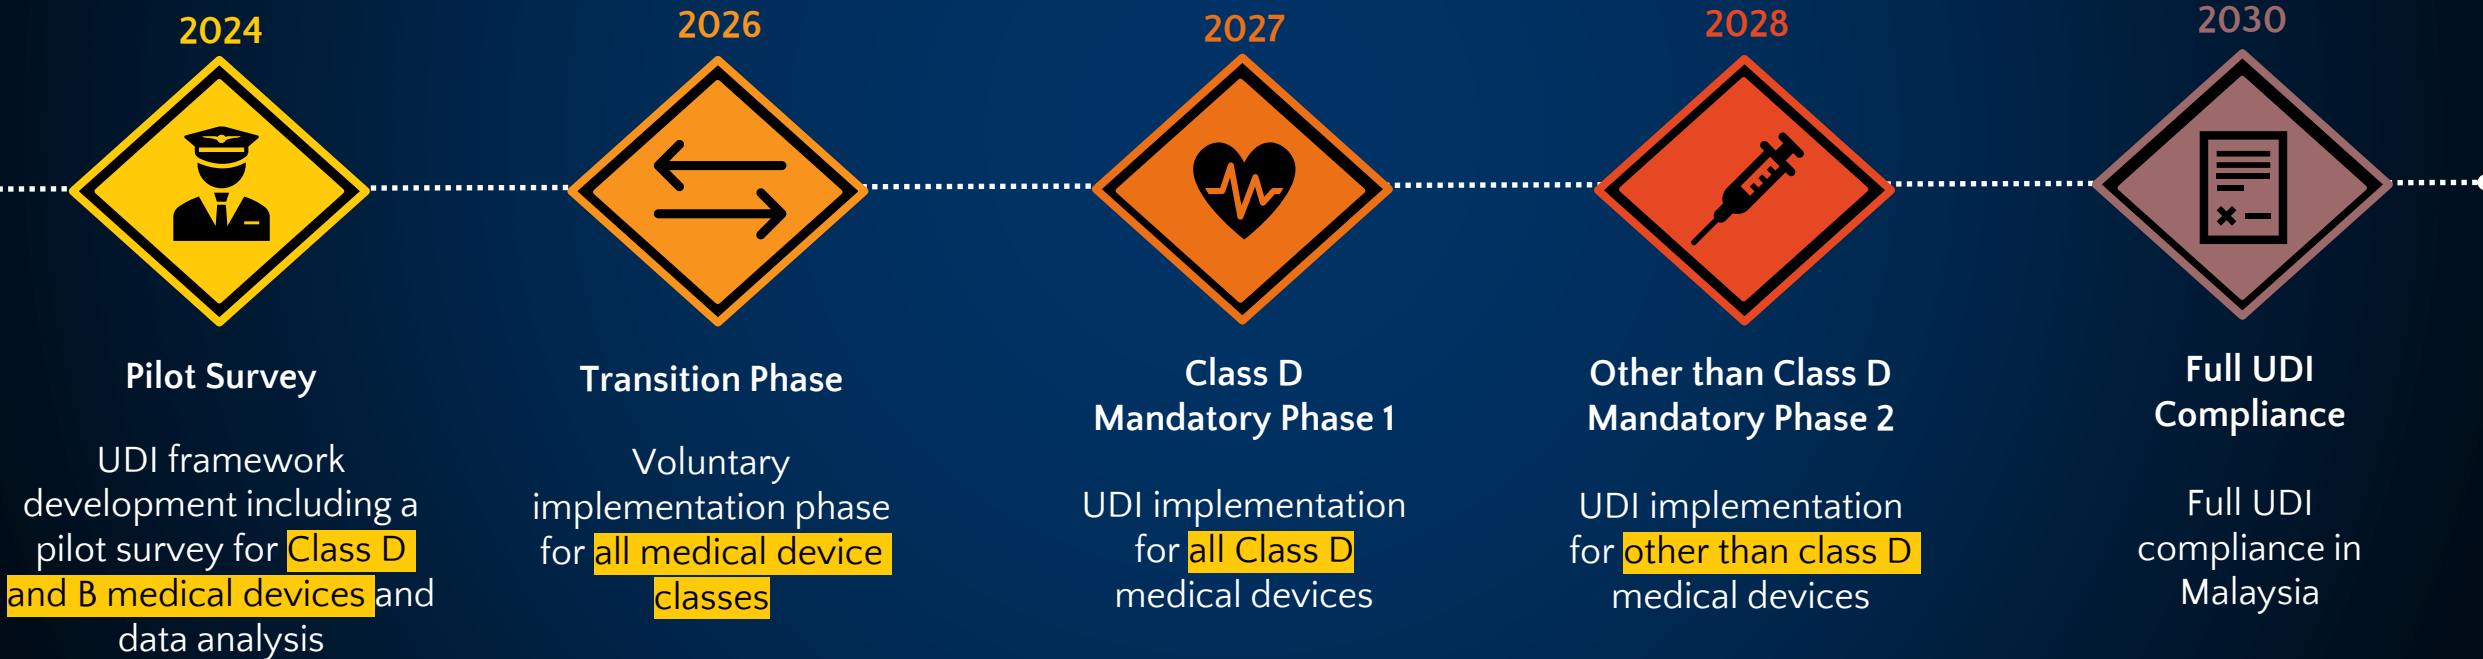 2024
Pilot Survey
UDI framework
development including a
pilot survey for Class D
and B medical devices and
data analysis
2026
Transition Phase
Voluntary
implementation phase
for all medical device
classes
2027
Class D
Mandatory Phase 1
UDI implementation
for all Class D
medical devices
2028
Other than Class D
Mandatory Phase 2
UDI implementation
for other than class D
medical devices
2030
Full UDI
Compliance
Full UDI
compliance in
Malaysia